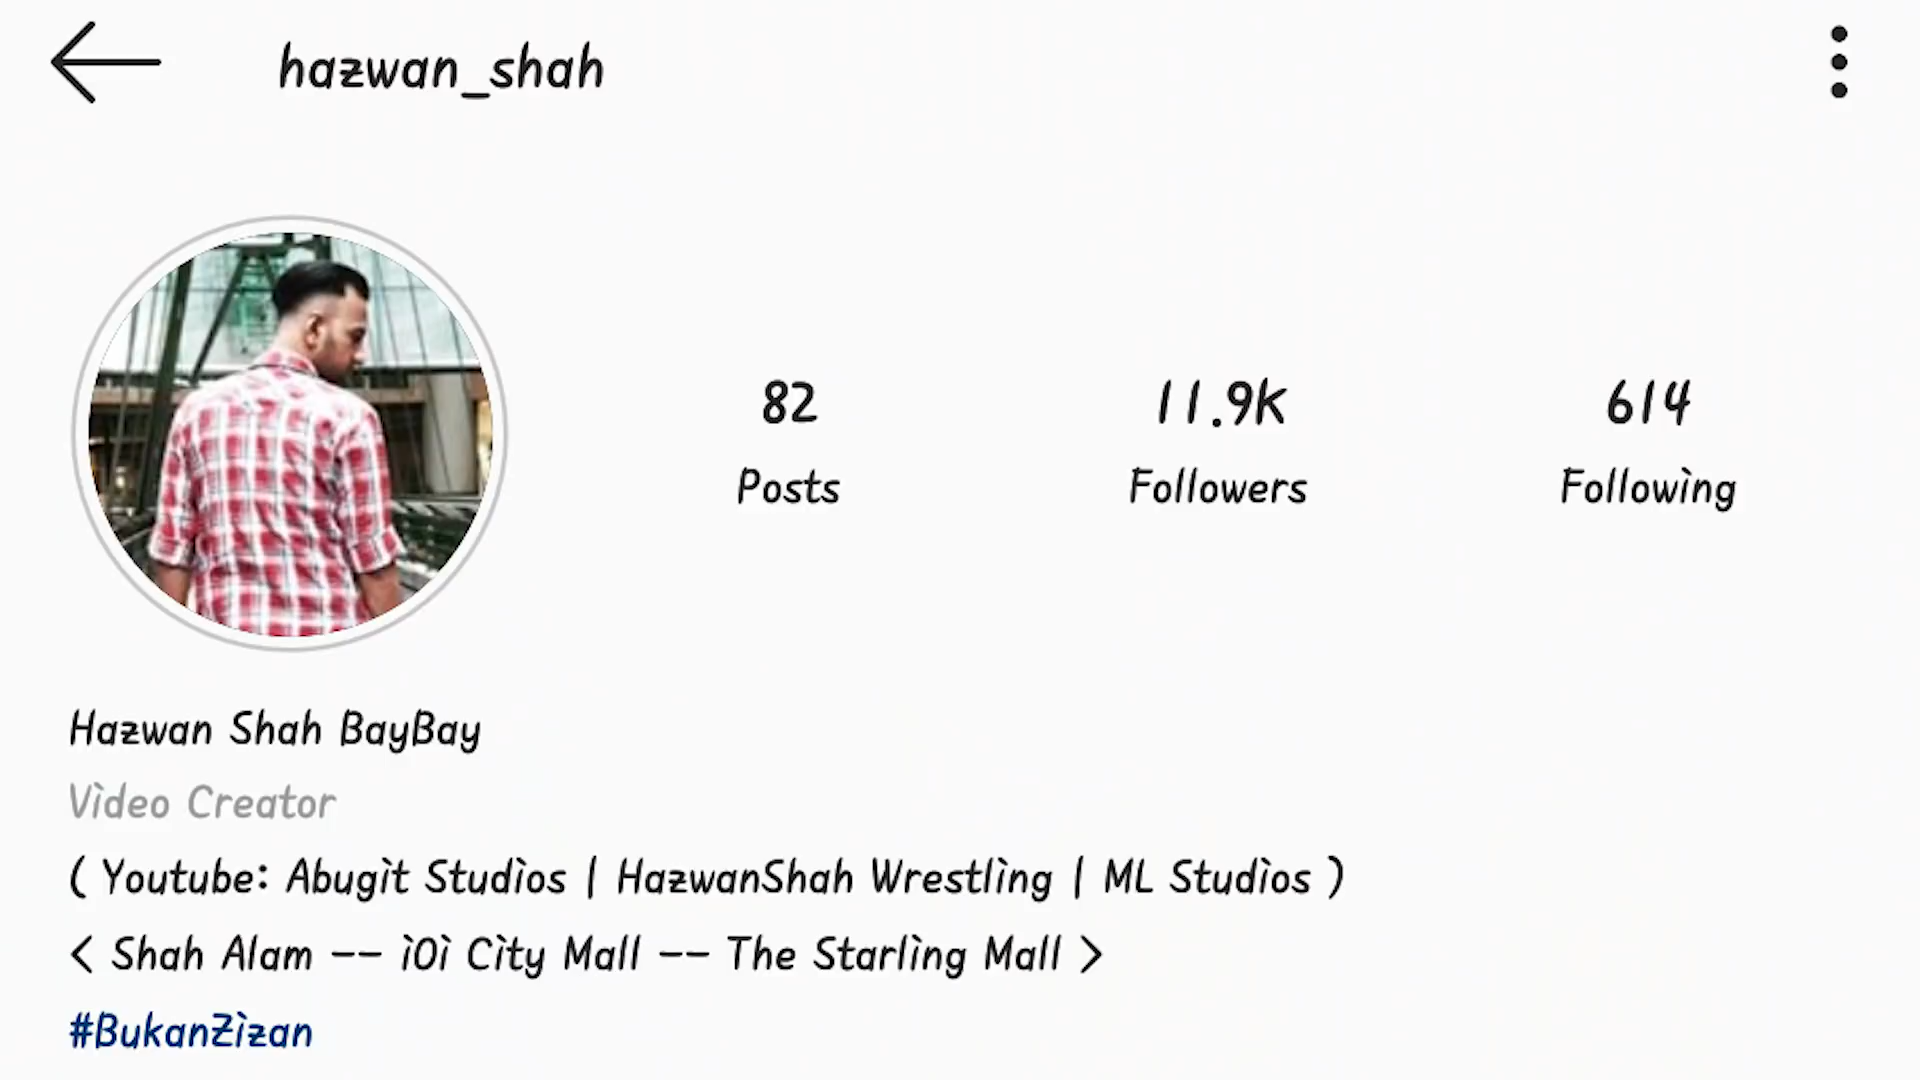 hazwan_shah
82
Posts
11.9K
Followers
614
Following
Hazwan Shah BayBay
Video Creator
( Youtube: Abugit Studios | HazwanShah Wrestling | ML Studios )
< Shah Alam -- iOi City Mall -- The Starling Mall >
#BukanZizan